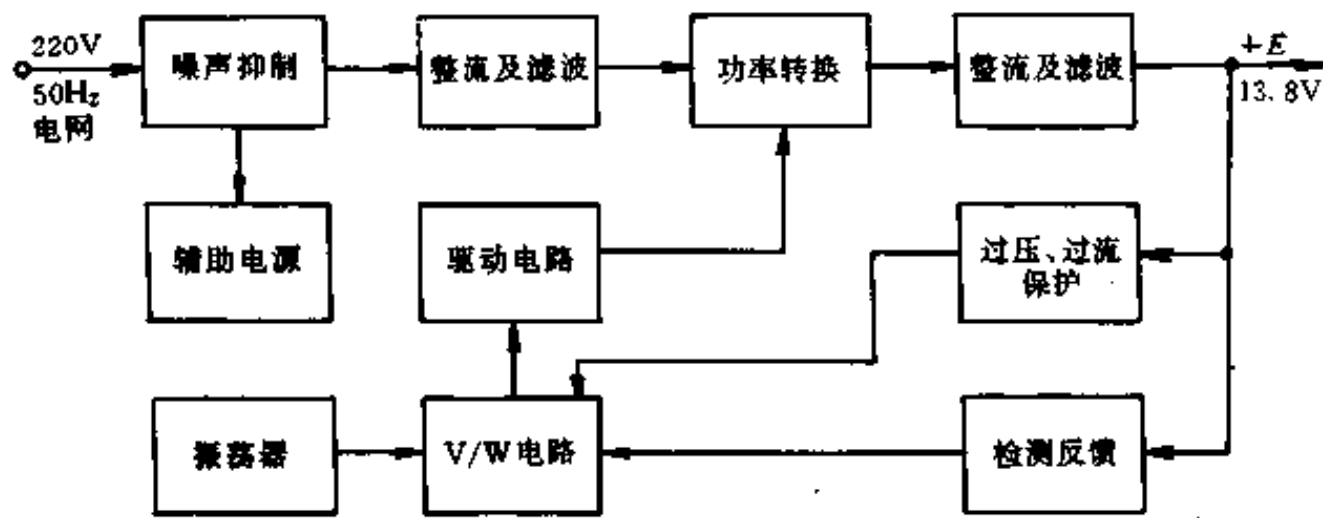 220V
50Hz
电网
噪声抑制
整流及滤波
功率转换
整流及滤波
+E
13.8V
辅助电源
驱动电路
过压、过流
保护
振荡器
V/W电路
检测反馈